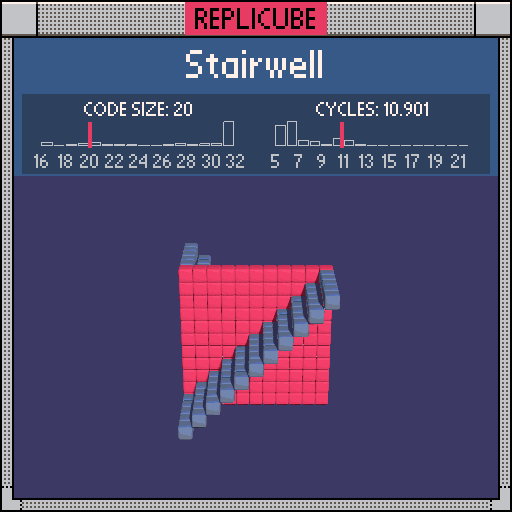 REPLICUBE
Stairwell
CODE SIZE: 20 CYCLES: 10.901
16 18 20 22 24 26 28 30 32 5 7 9 11 13 15 17 19 21